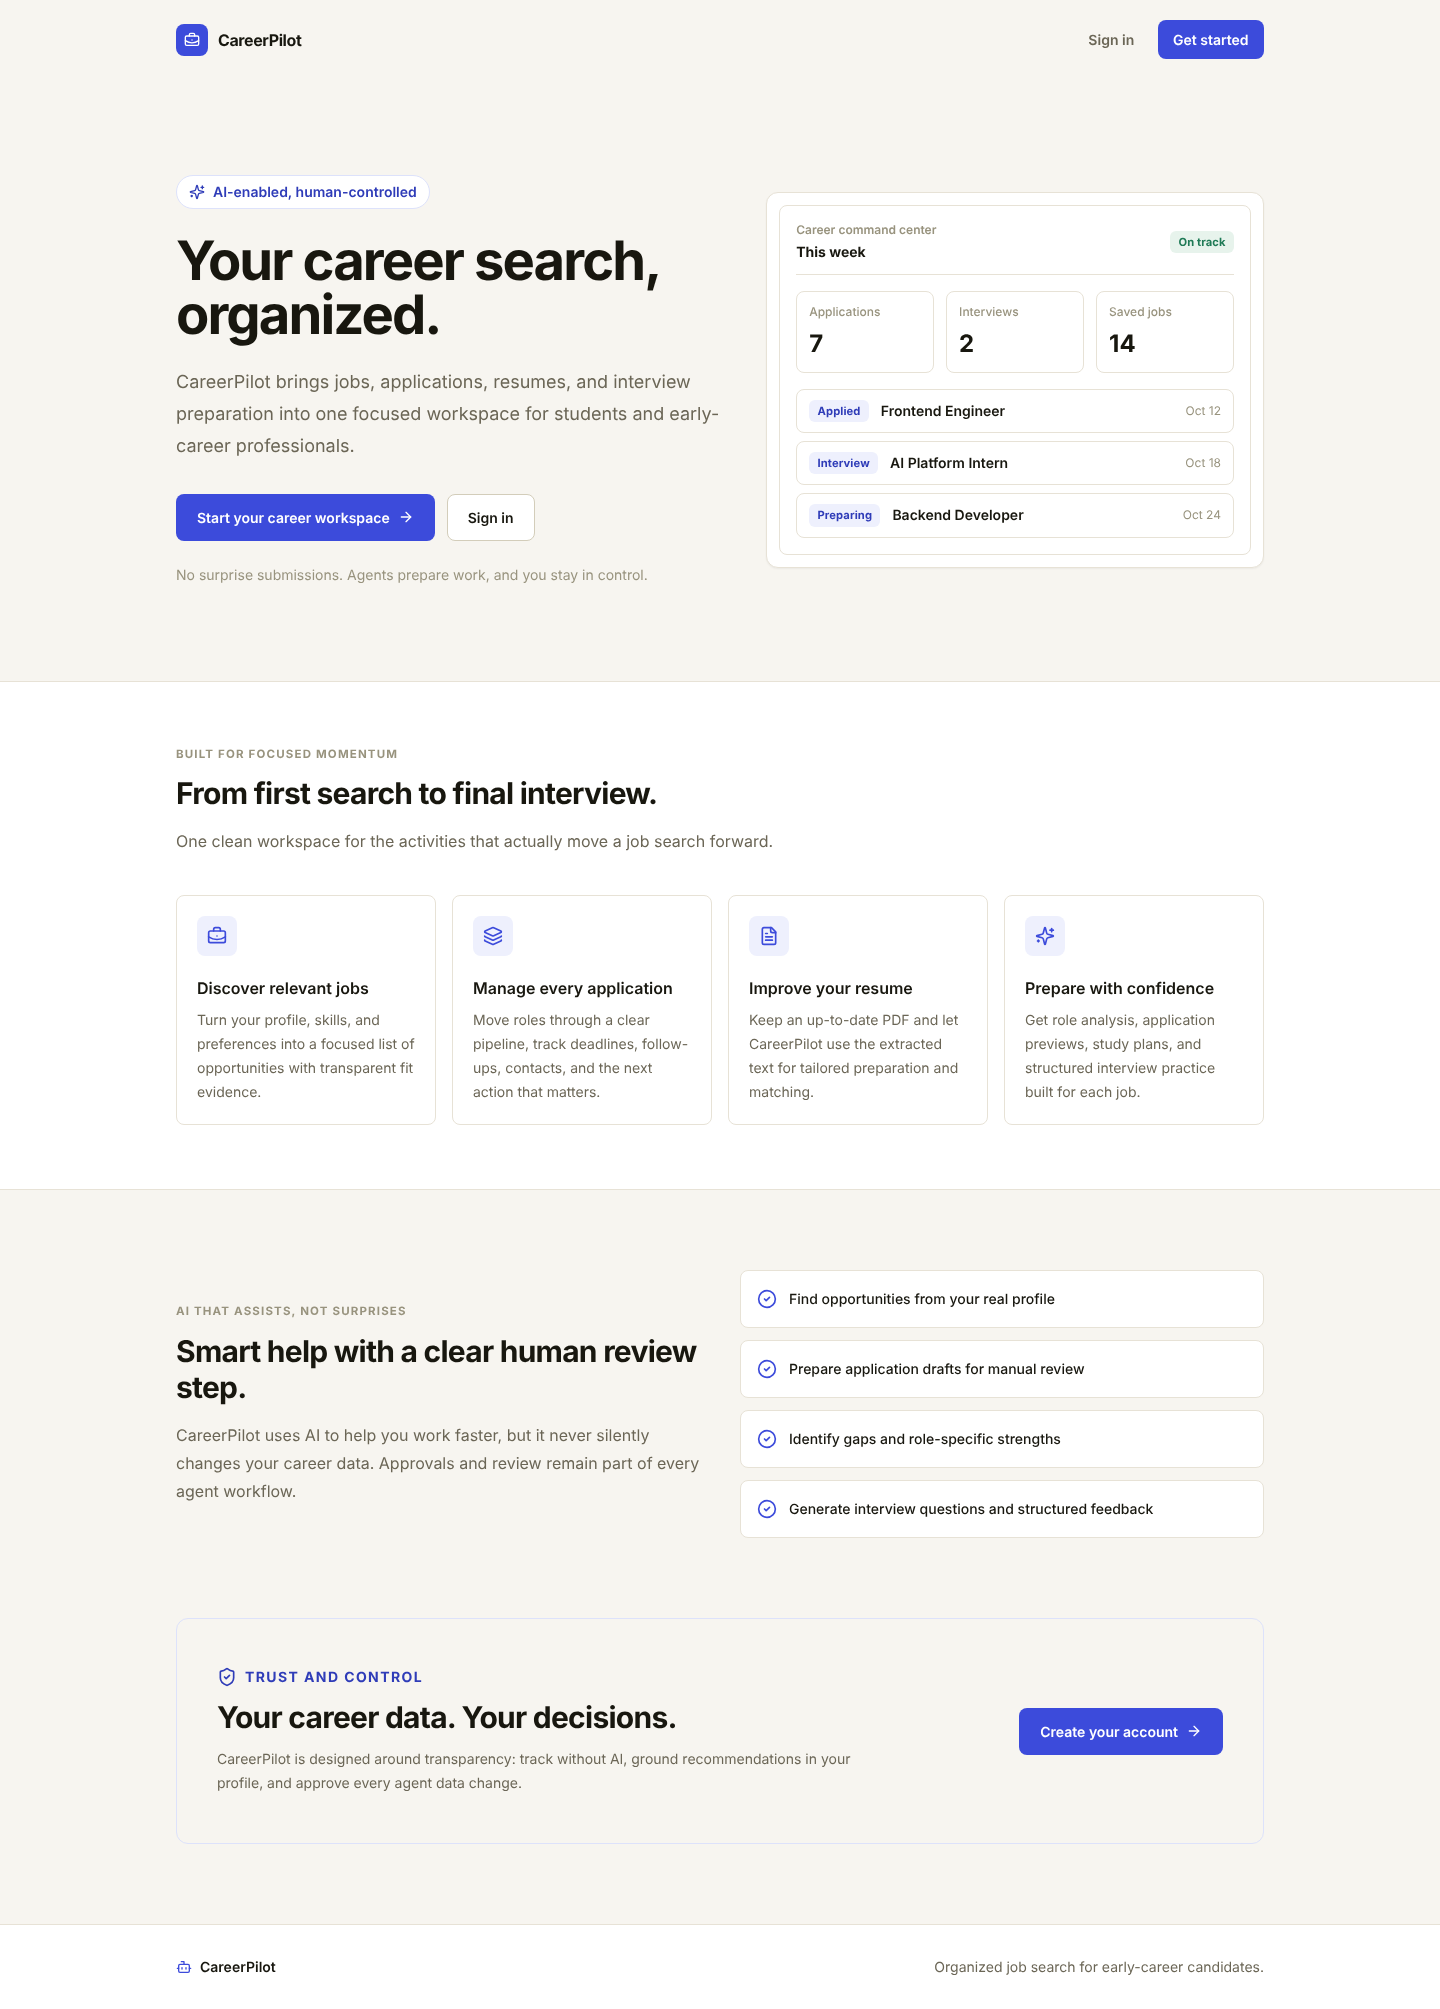 CareerPilot
Sign in
Get started
AI-enabled, human-controlled
Your career search,
organized.
CareerPilot brings jobs, applications, resumes, and interview
preparation into one focused workspace for students and early-
career professionals.
Start your career workspace
Sign in
No surprise submissions. Agents prepare work, and you stay in control.
Career command center
This week
On track
Applications
7
Interviews
2
Saved jobs
14
Applied
Frontend Engineer
Oct 12
Interview
AI Platform Intern
Oct 18
Preparing
Backend Developer
Oct 24
BUILT FOR FOCUSED MOMENTUM
From first search to final interview.
One clean workspace for the activities that actually move a job search forward.
Discover relevant jobs
Turn your profile, skills, and
preferences into a focused list of
opportunities with transparent fit
evidence.
Manage every application
Move roles through a clear
pipeline, track deadlines, follow-
ups, contacts, and the next
action that matters.
Improve your resume
Keep an up-to-date PDF and let
CareerPilot use the extracted
text for tailored preparation and
matching.
Prepare with confidence
Get role analysis, application
previews, study plans, and
structured interview practice
built for each job.
AI THAT ASSISTS, NOT SURPRISES
Smart help with a clear human review
step.
CareerPilot uses AI to help you work faster, but it never silently
changes your career data. Approvals and review remain part of every
agent workflow.
Find opportunities from your real profile
Prepare application drafts for manual review
Identify gaps and role-specific strengths
Generate interview questions and structured feedback
TRUST AND CONTROL
Your career data. Your decisions.
CareerPilot is designed around transparency: track without AI, ground recommendations in your
profile, and approve every agent data change.
Create your account
CareerPilot
Organized job search for early-career candidates.